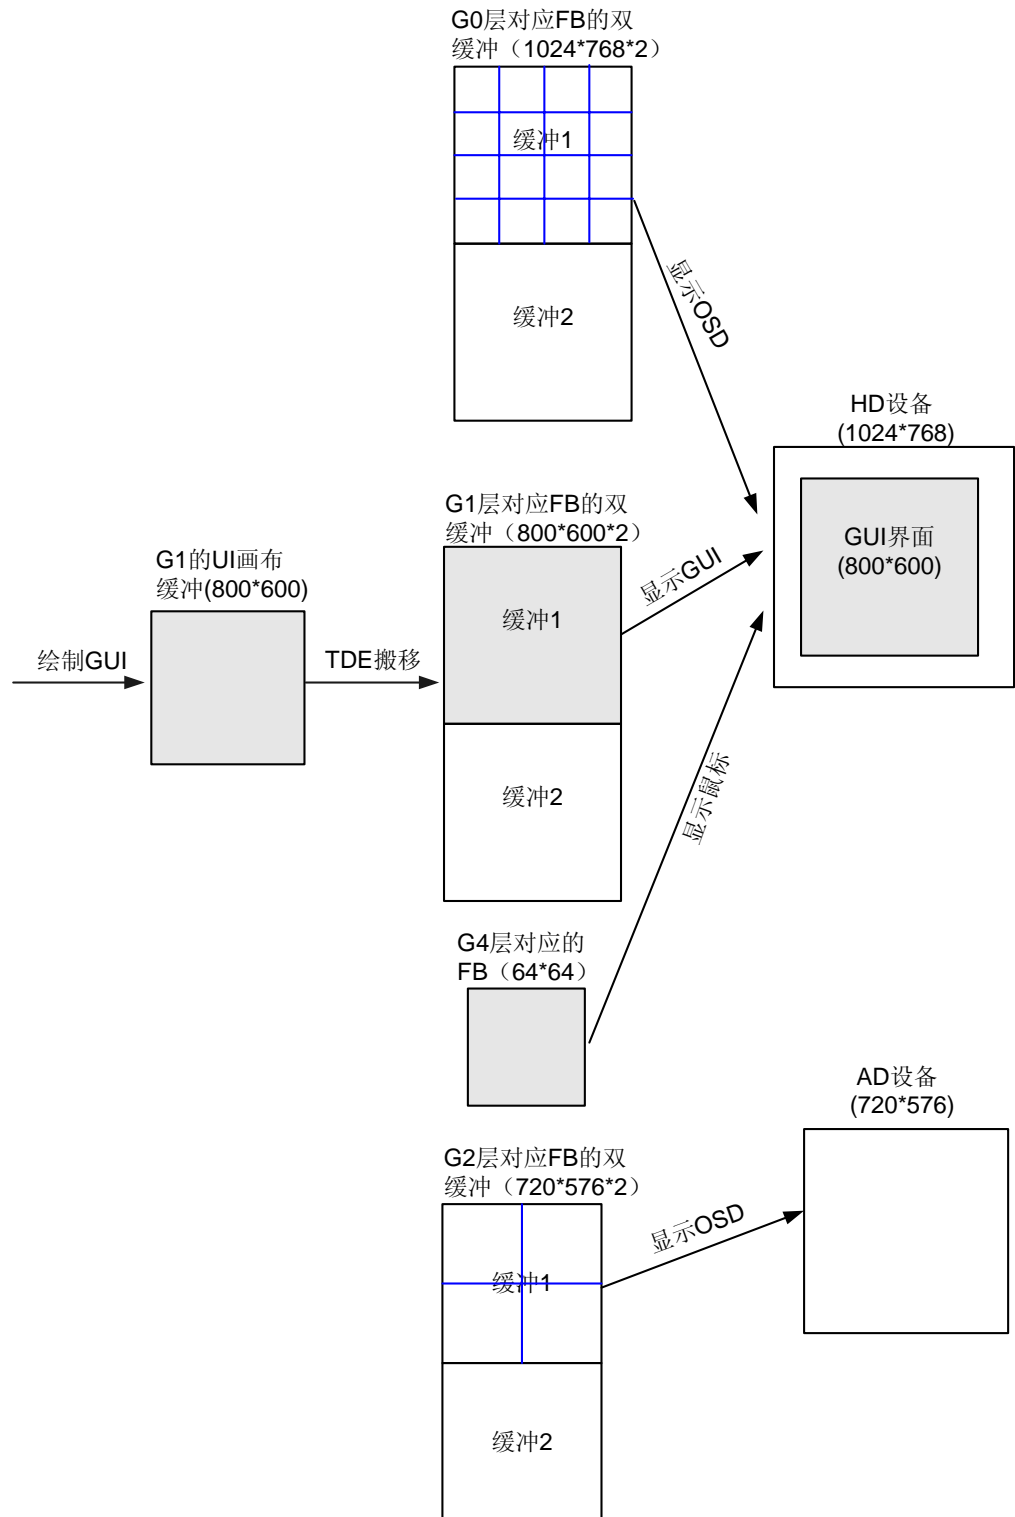 G0层对应FB的双
缓冲（1024*768*2）
缓冲1
缓冲2
显示OSD
HD设备
(1024*768)
GUI界面
(800*600)
G1层对应FB的双
缓冲（800*600*2）
缓冲1
缓冲2
显示GUI
G1的UI画布
缓冲(800*600)
绘制GUI
TDE搬移
显示鼠标
G4层对应的
FB（64*64）
AD设备
(720*576)
G2层对应FB的双
缓冲（720*576*2）
缓冲1
显示OSD
缓冲2